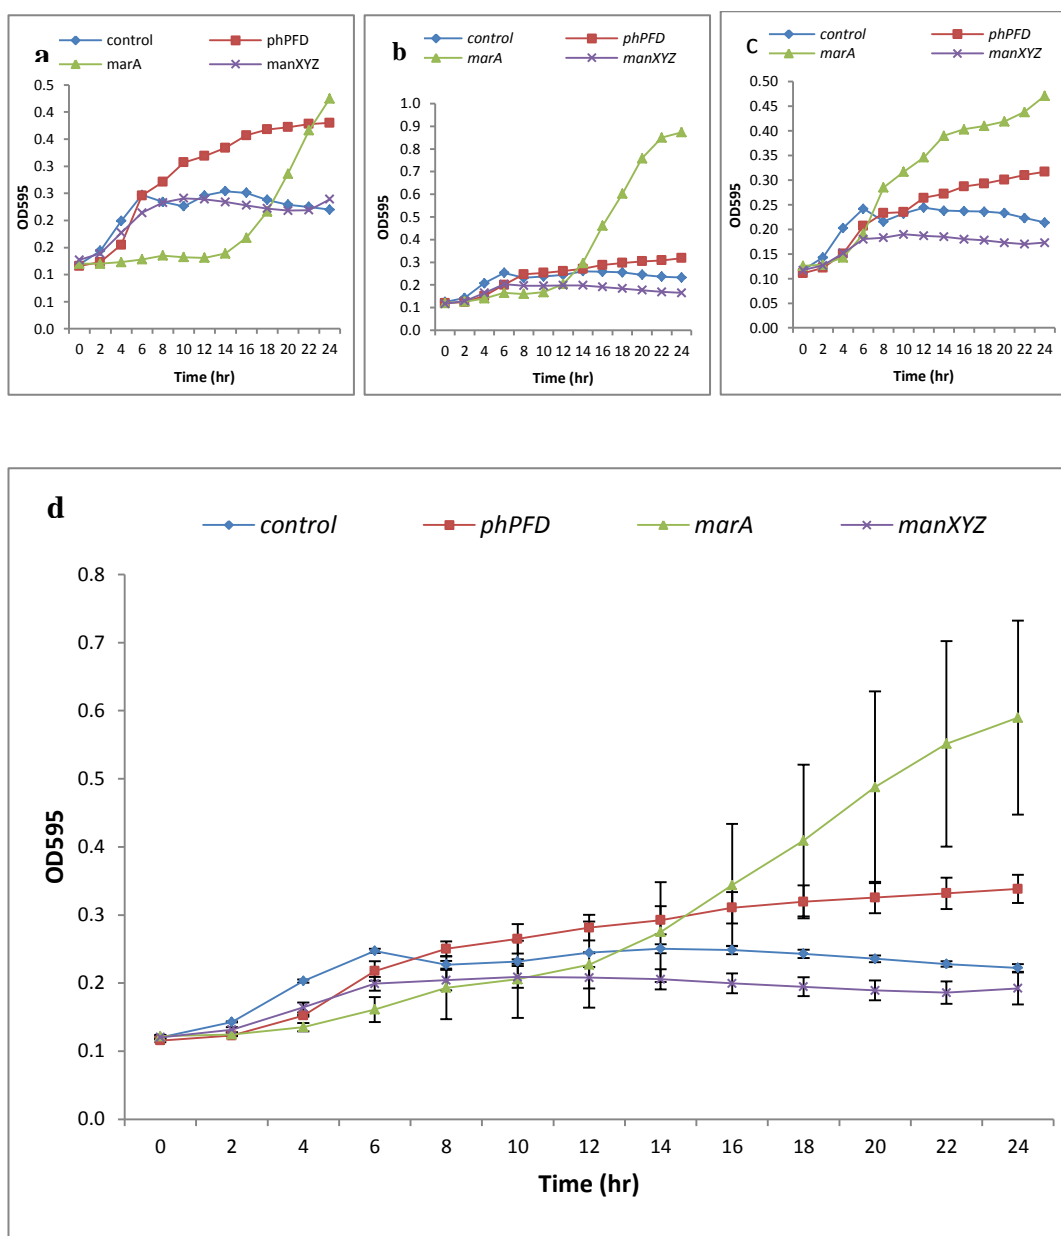 a
control
phPFD
marA
manXYZ
0.5
0.4
0.4
0.3
0.3
0.2
0.2
0.1
0.1
0.0
OD595
0 2 4 6 8 10 12 14 16 18 20 22 24
Time (hr)
b
control
phPFD
marA
manXYZ
1.0
0.9
0.8
0.7
0.6
0.5
0.4
0.3
0.2
0.1
0.0
OD595
0 2 4 6 8 10 12 14 16 18 20 22 24
Time (hr)
c
control
phPFD
marA
manXYZ
0.50
0.45
0.40
0.35
0.30
0.25
0.20
0.15
0.10
0.05
0.00
OD595
0 2 4 6 8 10 12 14 16 18 20 22 24
Time (hr)
d
control phPFD marA manXYZ
0.8
0.7
0.6
0.5
0.4
0.3
0.2
0.1
0.0
OD595
0 2 4 6 8 10 12 14 16 18 20 22 24
Time (hr)